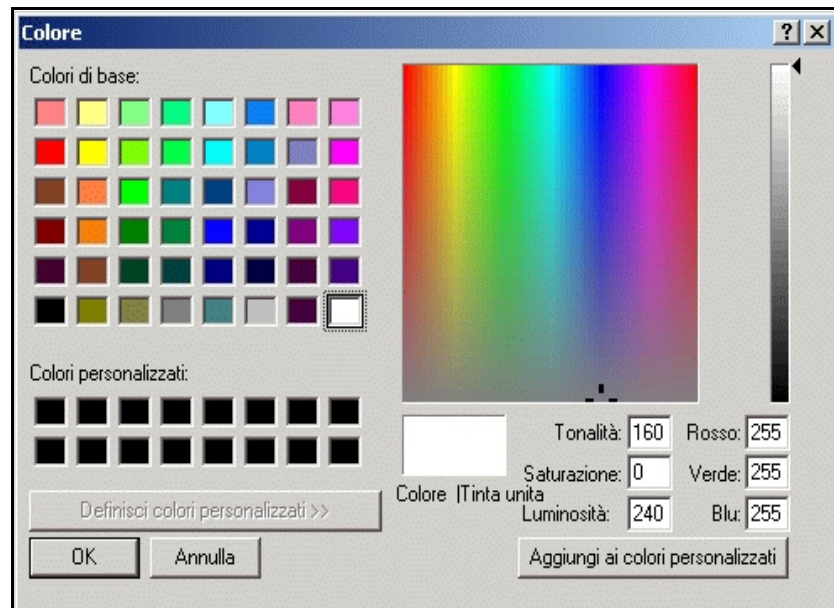 Colore
Colori di base:
Colori personalizzati:
Definisci colori personalizzati >>
OK Annulla
Colore |Tinta unita
Tonalità: 160 Rosso: 255
Saturazione: 0 Verde: 255
Luminosità: 240 Blu: 255
Aggiungi ai colori personalizzati